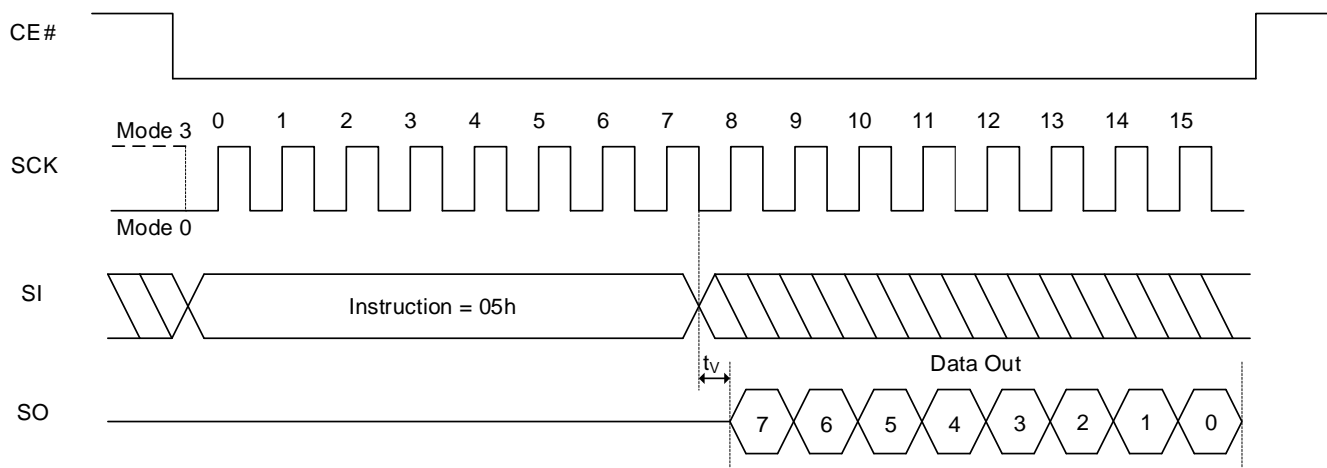 CE#
0 1 2 3 4 5 6 7 8 9 10 11 12 13 14 15
Mode 3
SCK
Mode 0
SI
Instruction = 05h
tV
Data Out
SO
7 6 5 4 3 2 1 0